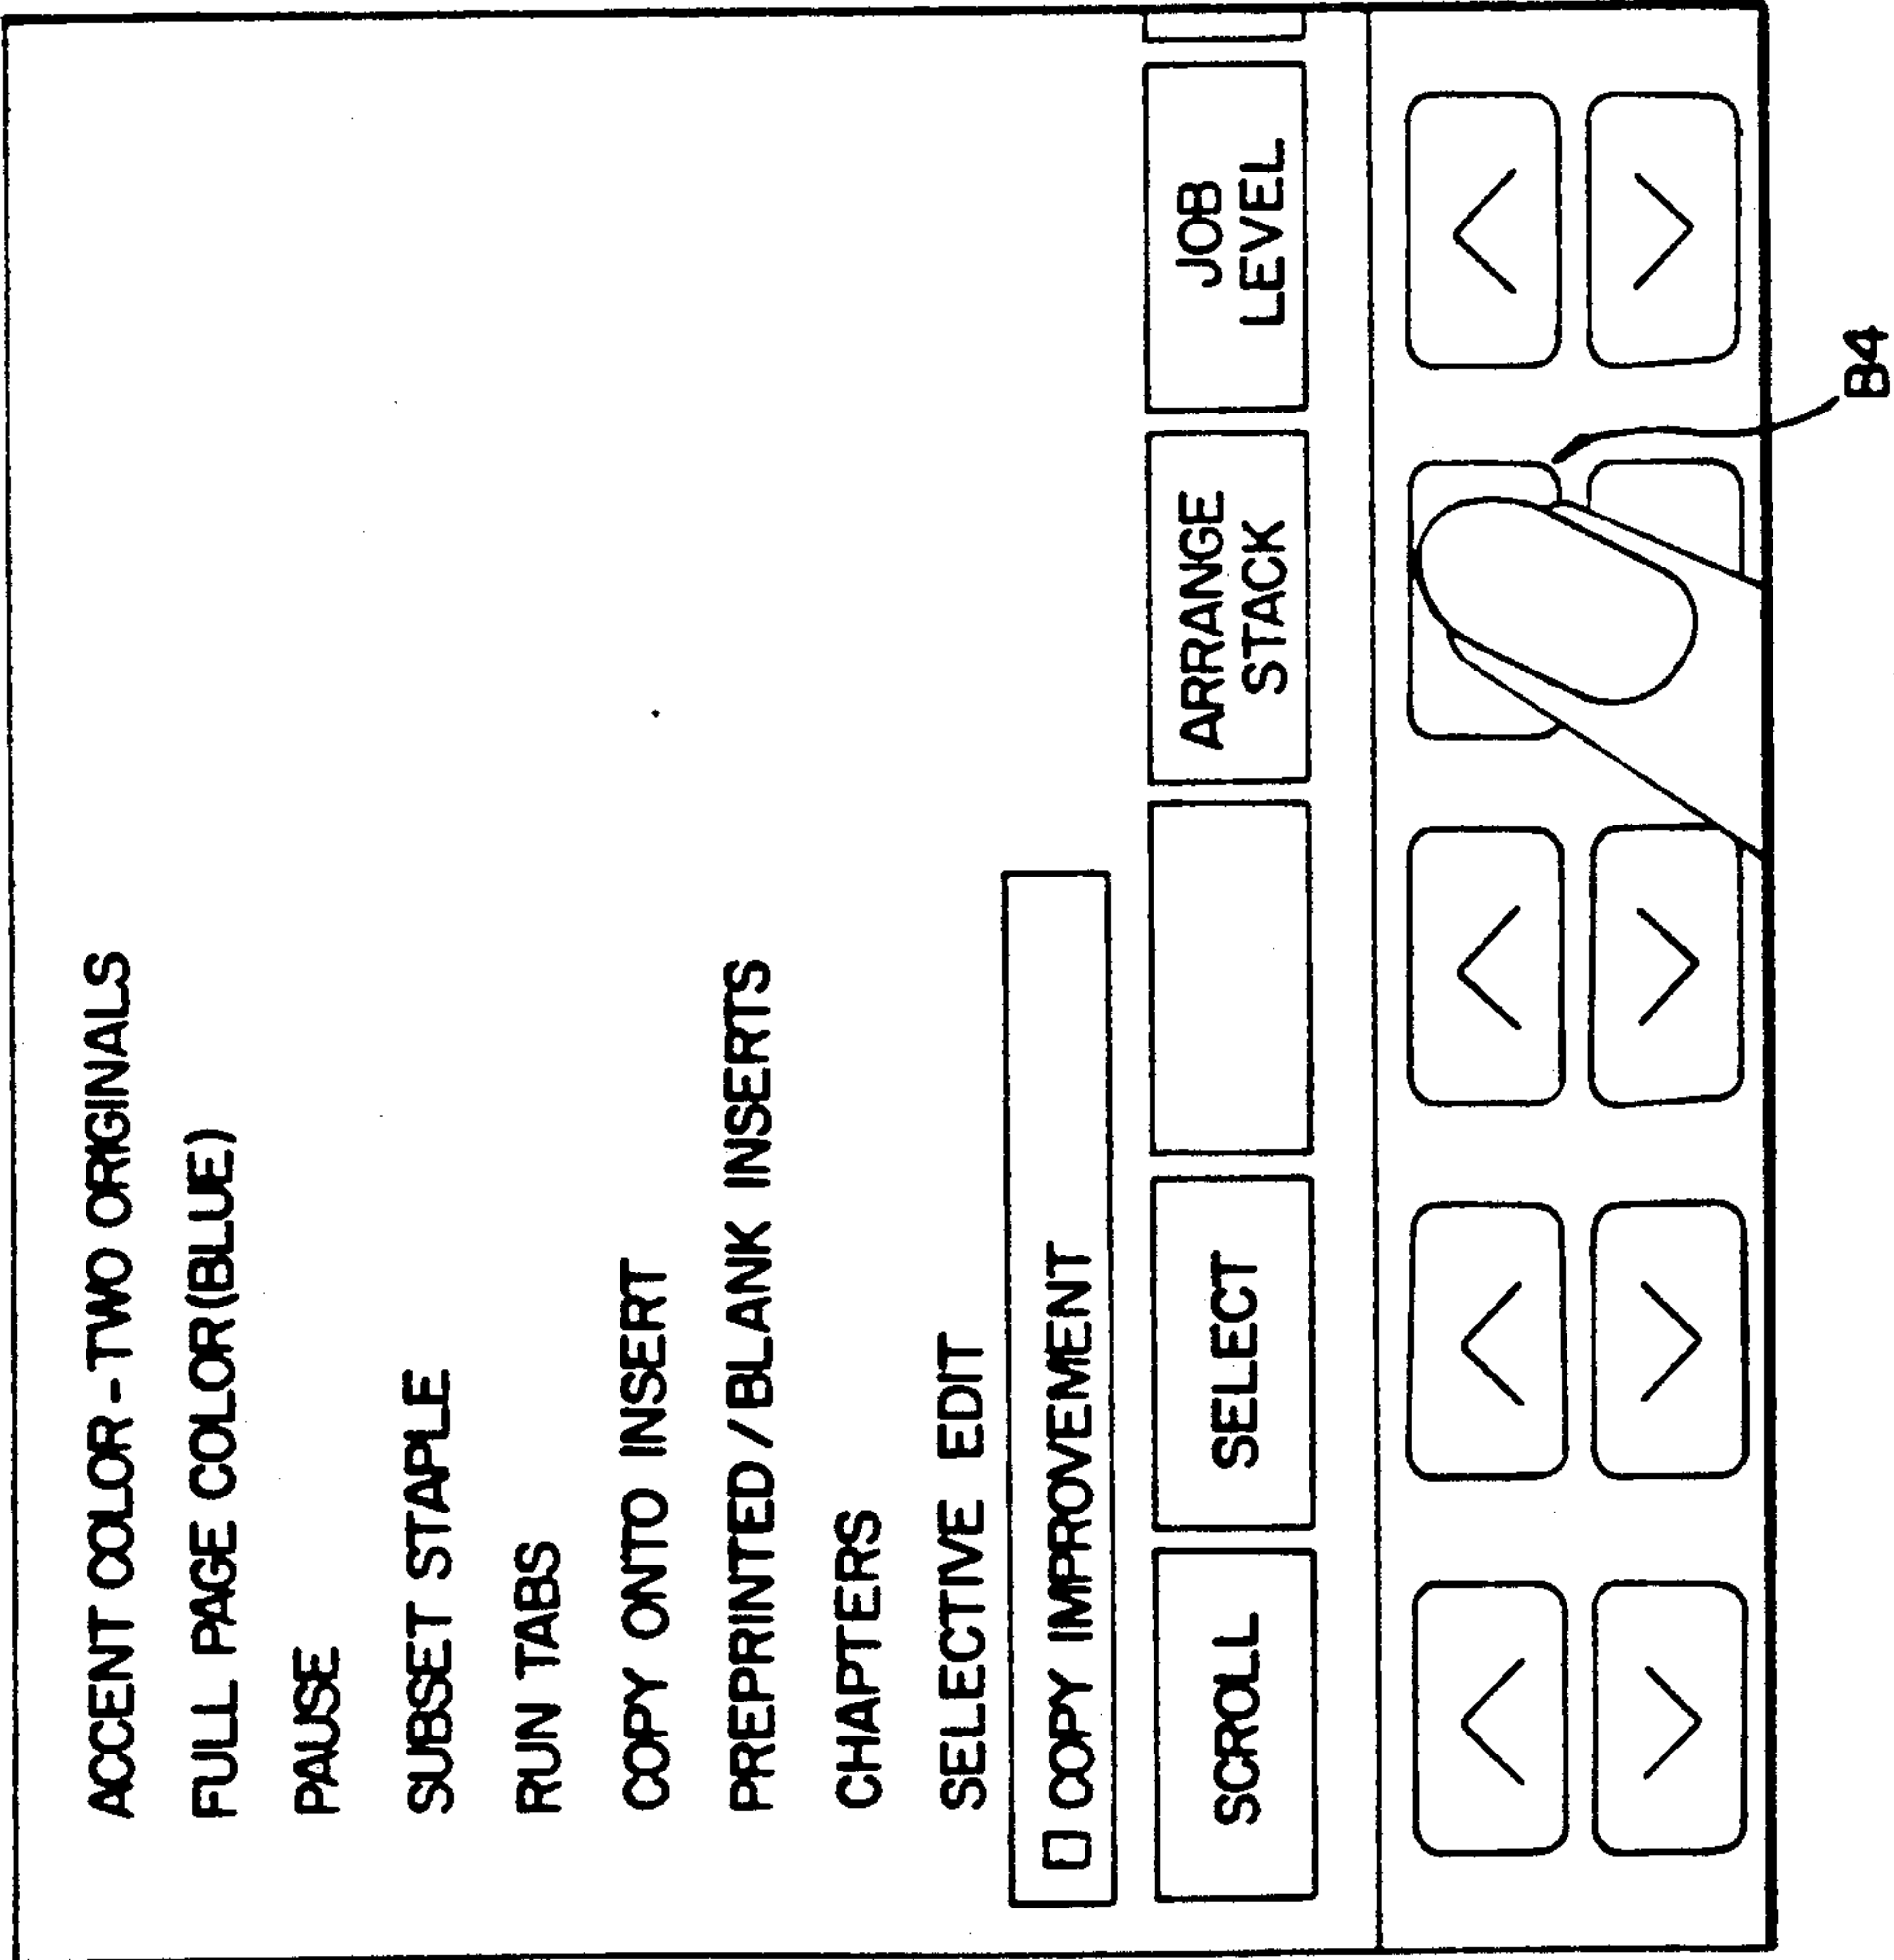 ACCENT COLOR - TWO ORIGINALS
FULL PAGE COLOR (BLUE)
PAUSE
SUBSET STAPLE
RUN TABS
COPY ONTO INSERT
PREPRINTED / BLANK INSERTS
CHAPTERS
SELECTIVE EDIT
COPY IMPROVEMENT
SCROLL
SELECT
ARRANGE
STACK
JOB
LEVEL
B4